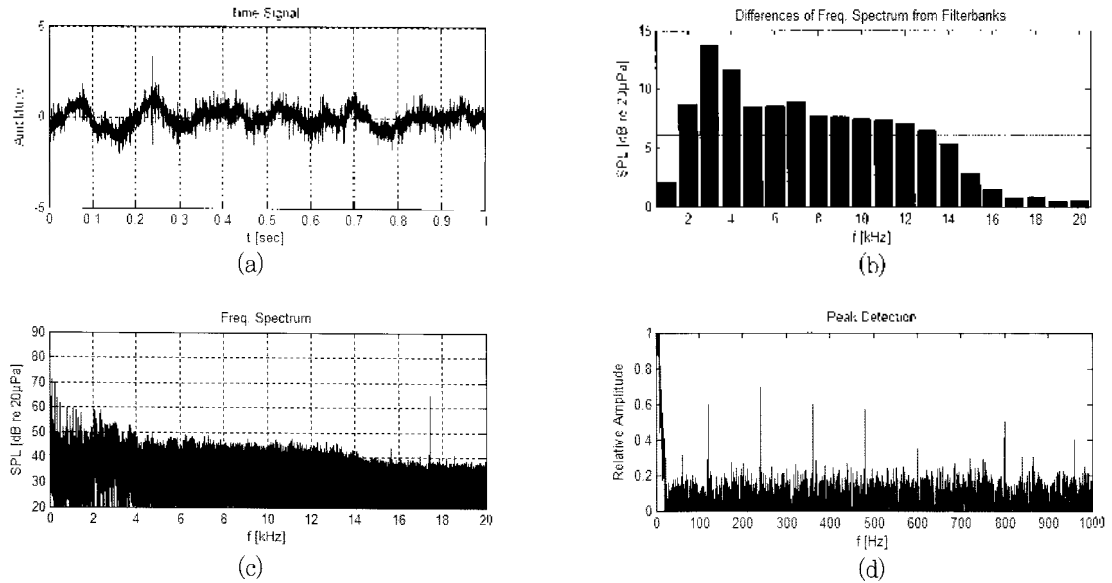 Time Signal
5
0
-5
Amplitude
0 0.1 0.2 0.3 0.4 0.5 0.6 0.7 0.8 0.9 1
t [sec]
(a)
Differences of Freq. Spectrum from Filterbanks
15
10
5
0
SPL [dB re 20µPa]
2 4 6 8 10 12 14 16 18 20
f [kHz]
(b)
Freq. Spectrum
90
80
70
60
50
40
30
20
SPL [dB re 20µPa]
0 2 4 6 8 10 12 14 16 18 20
f [kHz]
(c)
Peak Detection
1
0.8
0.6
0.4
0.2
0
Relative Amplitude
0 100 200 300 400 500 600 700 800 900 1000
f [Hz]
(d)